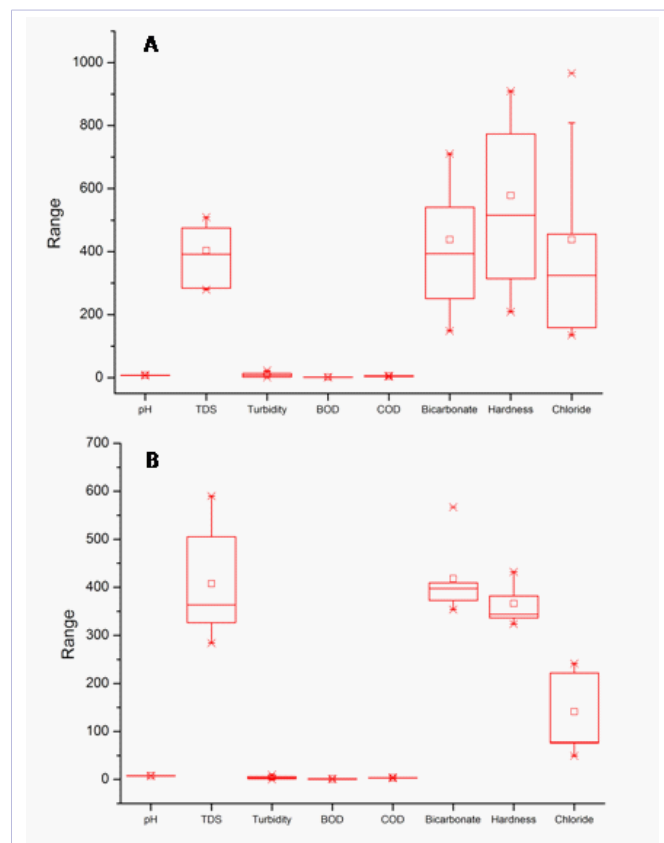 A
1000
800
600
400
200
0
Range
pH TDS Turbidity BOD COD Bicarbonate Hardness Chloride
B
700
600
500
400
300
200
100
0
Range
pH TDS Turbidity BOD COD Bicarbonate Hardness Chloride